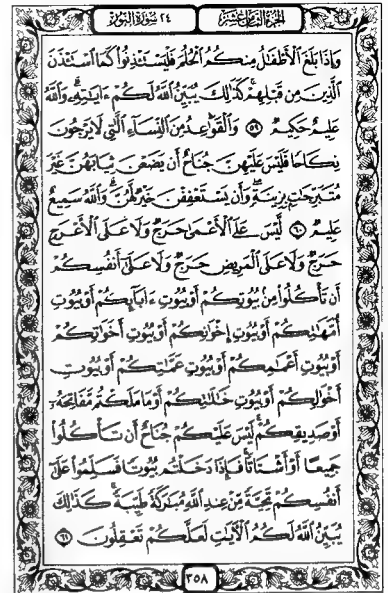 الجزء الثامن عشر ٢٤ سورة النور
وَإِذَا بَلَغَ ٱلْأَطْفَٰلُ مِنكُمُ ٱلْحُلُمَ فَلْيَسْتَـْٔذِنُوا۟ كَمَا ٱسْتَـْٔذَنَ
ٱلَّذِينَ مِن قَبْلِهِمْ ۚ كَذَٰلِكَ يُبَيِّنُ ٱللَّهُ لَكُمْ ءَايَٰتِهِۦ ۗ وَٱللَّهُ
عَلِيمٌ حَكِيمٌ ٥٩ وَٱلْقَوَٰعِدُ مِنَ ٱلنِّسَآءِ ٱلَّٰتِى لَا يَرْجُونَ
نِكَاحًا فَلَيْسَ عَلَيْهِنَّ جُنَاحٌ أَن يَضَعْنَ ثِيَابَهُنَّ غَيْرَ
مُتَبَرِّجَٰتٍۭ بِزِينَةٍ ۖ وَأَن يَسْتَعْفِفْنَ خَيْرٌ لَّهُنَّ ۗ وَٱللَّهُ سَمِيعٌ
عَلِيمٌ ٦٠ لَّيْسَ عَلَى ٱلْأَعْمَىٰ حَرَجٌ وَلَا عَلَى ٱلْأَعْرَجِ
حَرَجٌ وَلَا عَلَى ٱلْمَرِيضِ حَرَجٌ وَلَا عَلَىٰٓ أَنفُسِكُمْ
أَن تَأْكُلُوا۟ مِنۢ بُيُوتِكُمْ أَوْ بُيُوتِ ءَابَآئِكُمْ أَوْ بُيُوتِ
أُمَّهَٰتِكُمْ أَوْ بُيُوتِ إِخْوَٰنِكُمْ أَوْ بُيُوتِ أَخَوَٰتِكُمْ
أَوْ بُيُوتِ أَعْمَٰمِكُمْ أَوْ بُيُوتِ عَمَّٰتِكُمْ أَوْ بُيُوتِ
أَخْوَٰلِكُمْ أَوْ بُيُوتِ خَٰلَٰتِكُمْ أَوْ مَا مَلَكْتُم مَّفَاتِحَهُۥٓ
أَوْ صَدِيقِكُمْ ۚ لَيْسَ عَلَيْكُمْ جُنَاحٌ أَن تَأْكُلُوا۟
جَمِيعًا أَوْ أَشْتَاتًا ۚ فَإِذَا دَخَلْتُم بُيُوتًا فَسَلِّمُوا۟ عَلَىٰٓ
أَنفُسِكُمْ تَحِيَّةً مِّنْ عِندِ ٱللَّهِ مُبَٰرَكَةً طَيِّبَةً ۚ كَذَٰلِكَ
يُبَيِّنُ ٱللَّهُ لَكُمُ ٱلْءَايَٰتِ لَعَلَّكُمْ تَعْقِلُونَ ٦١
٣٥٨